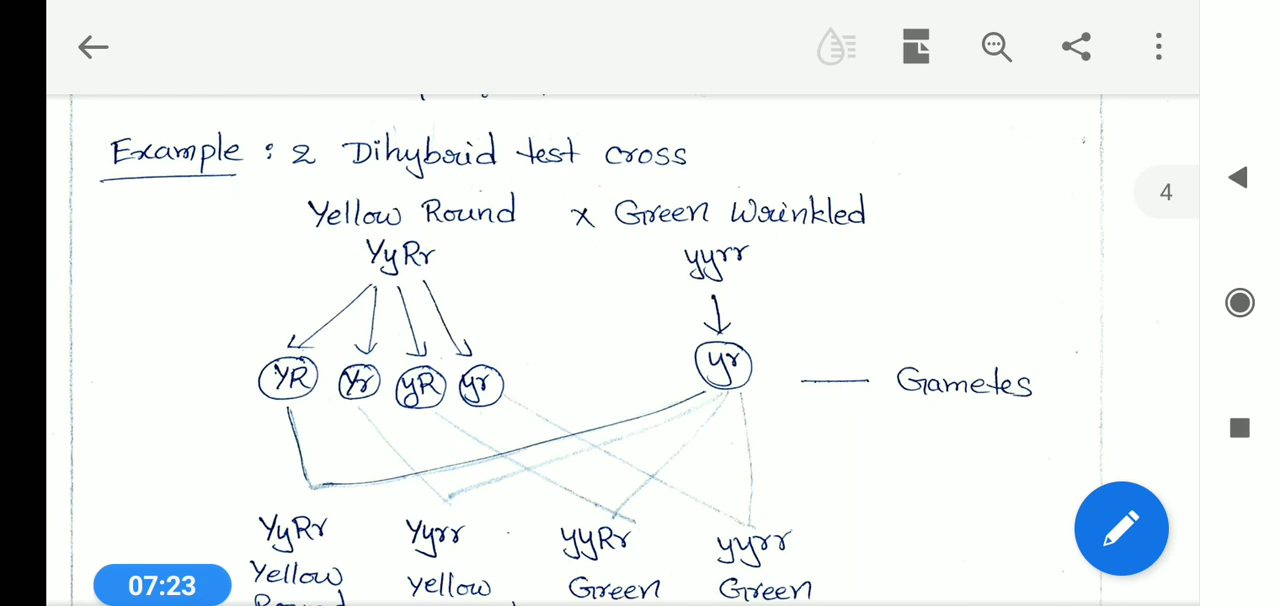 Example : 2 Dihybrid test cross
Yellow Round x Green Wrinkled
YyRr yyrr
4
YR Yr yR yr yr — Gametes
YyRr Yyrr yyRr yyrr
Yellow Yellow Green Green
Round
07:23